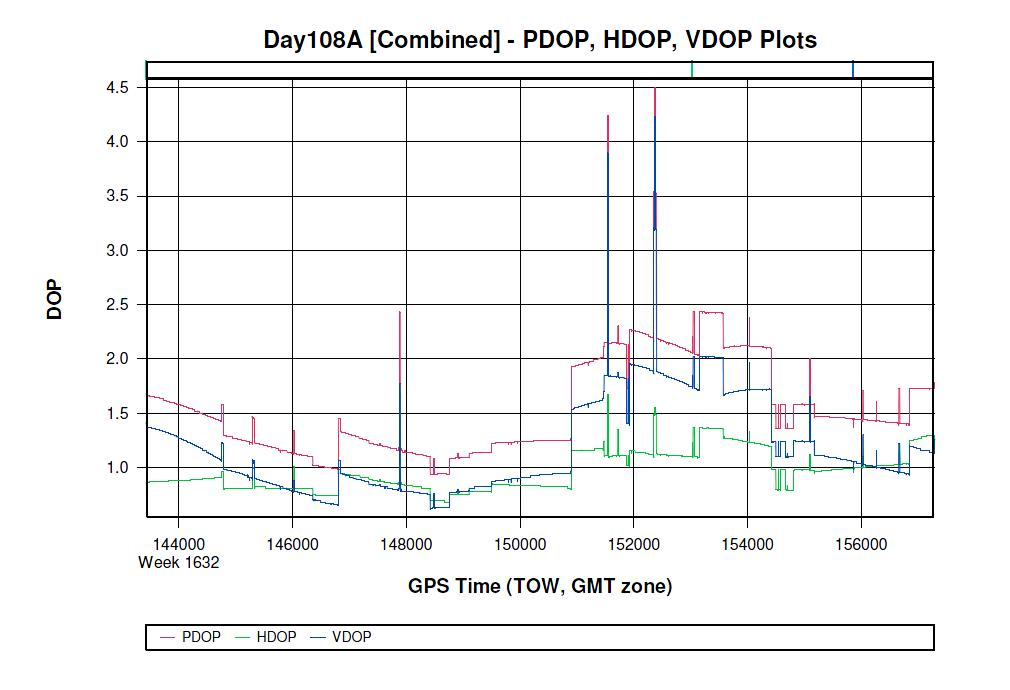 Day108A [Combined] - PDOP, HDOP, VDOP Plots
4.5
4.0
3.5
3.0
2.5
2.0
1.5
1.0
DOP
144000 146000 148000 150000 152000 154000 156000
Week 1632
GPS Time (TOW, GMT zone)
PDOP HDOP VDOP